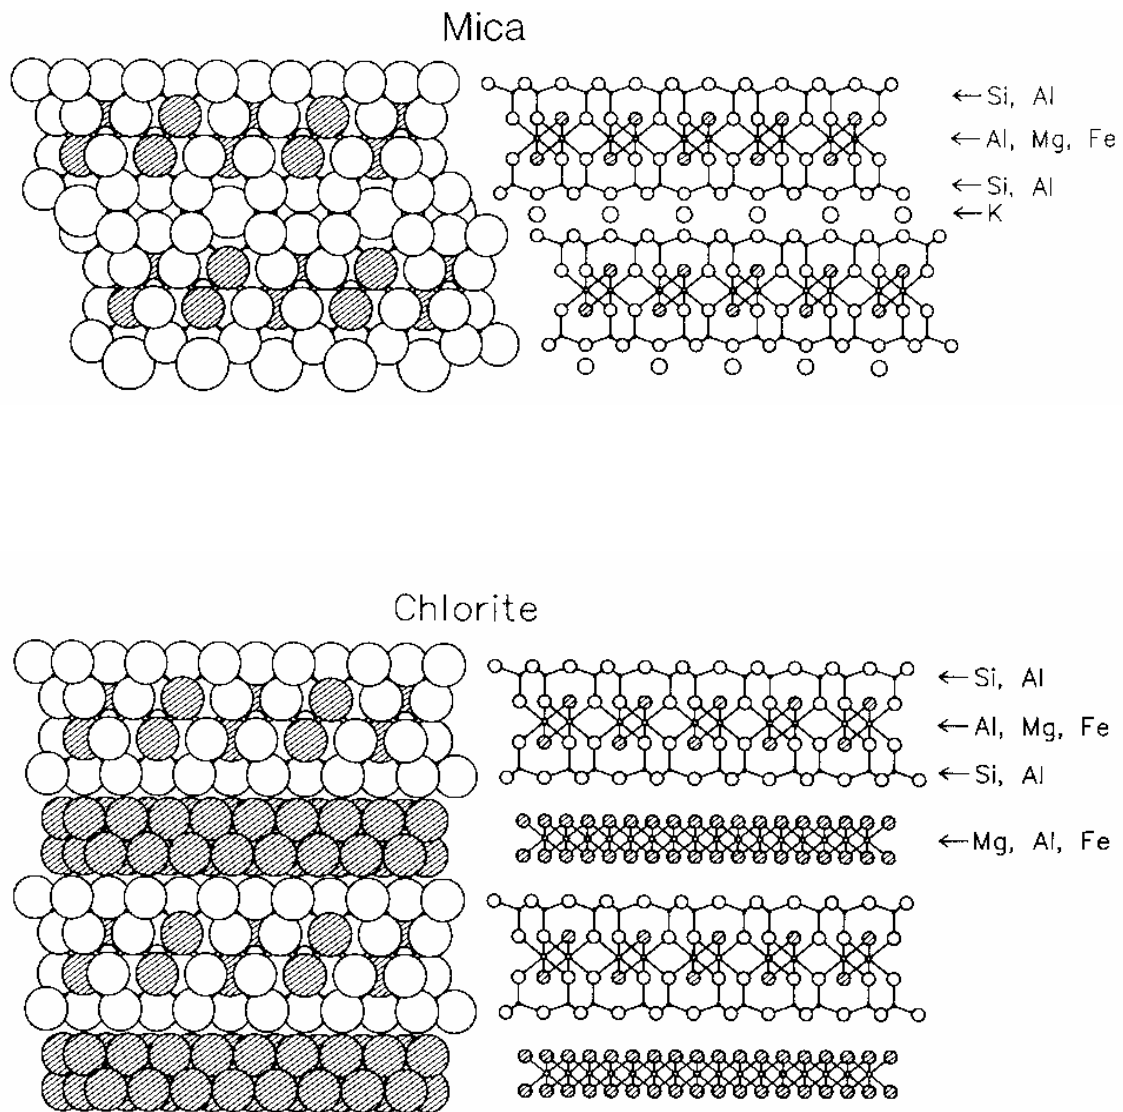 Mica
←Si, Al
←Al, Mg, Fe
←Si, Al
←K
Chlorite
←Si, Al
←Al, Mg, Fe
←Si, Al
←Mg, Al, Fe